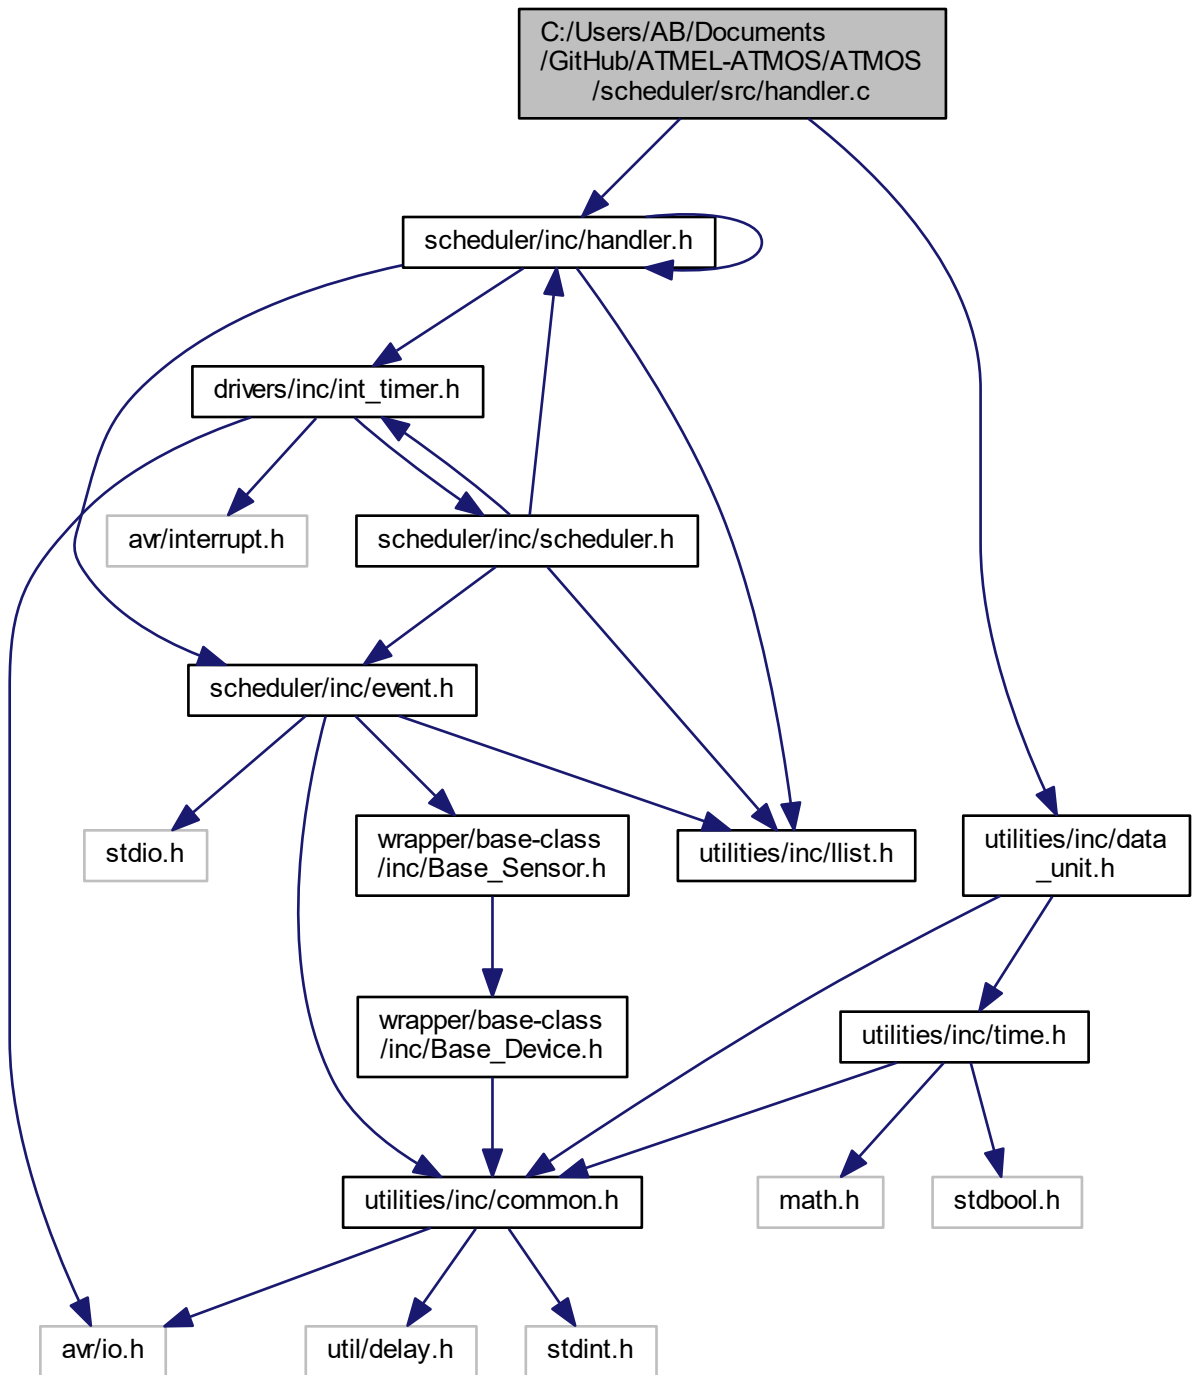 C:/Users/AB/Documents
/GitHub/ATMEL-ATMOS/ATMOS
/scheduler/src/handler.c
scheduler/inc/handler.h
drivers/inc/int_timer.h
avr/interrupt.h
scheduler/inc/scheduler.h
scheduler/inc/event.h
stdio.h
wrapper/base-class
/inc/Base_Sensor.h
utilities/inc/llist.h
utilities/inc/data
_unit.h
wrapper/base-class
/inc/Base_Device.h
utilities/inc/time.h
utilities/inc/common.h
math.h
stdbool.h
avr/io.h
util/delay.h
stdint.h